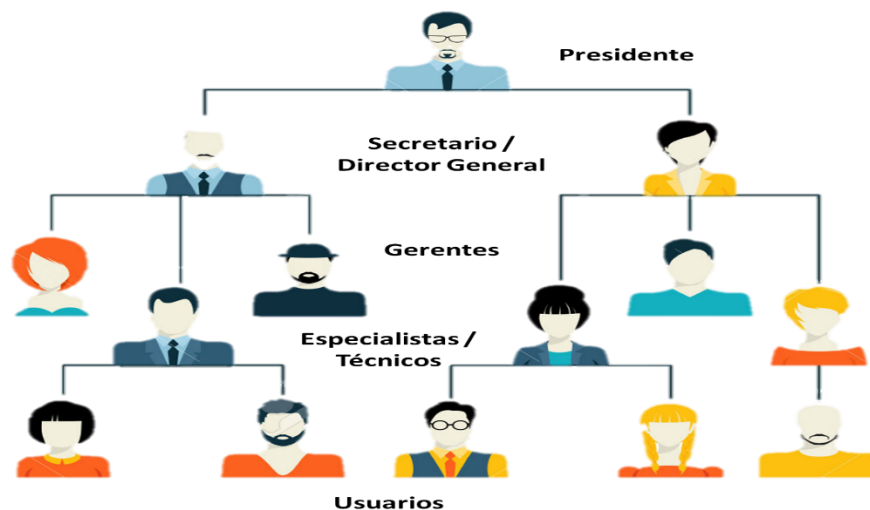 Presidente
Secretario /
Director General
Gerentes
Especialistas /
Técnicos
Usuarios